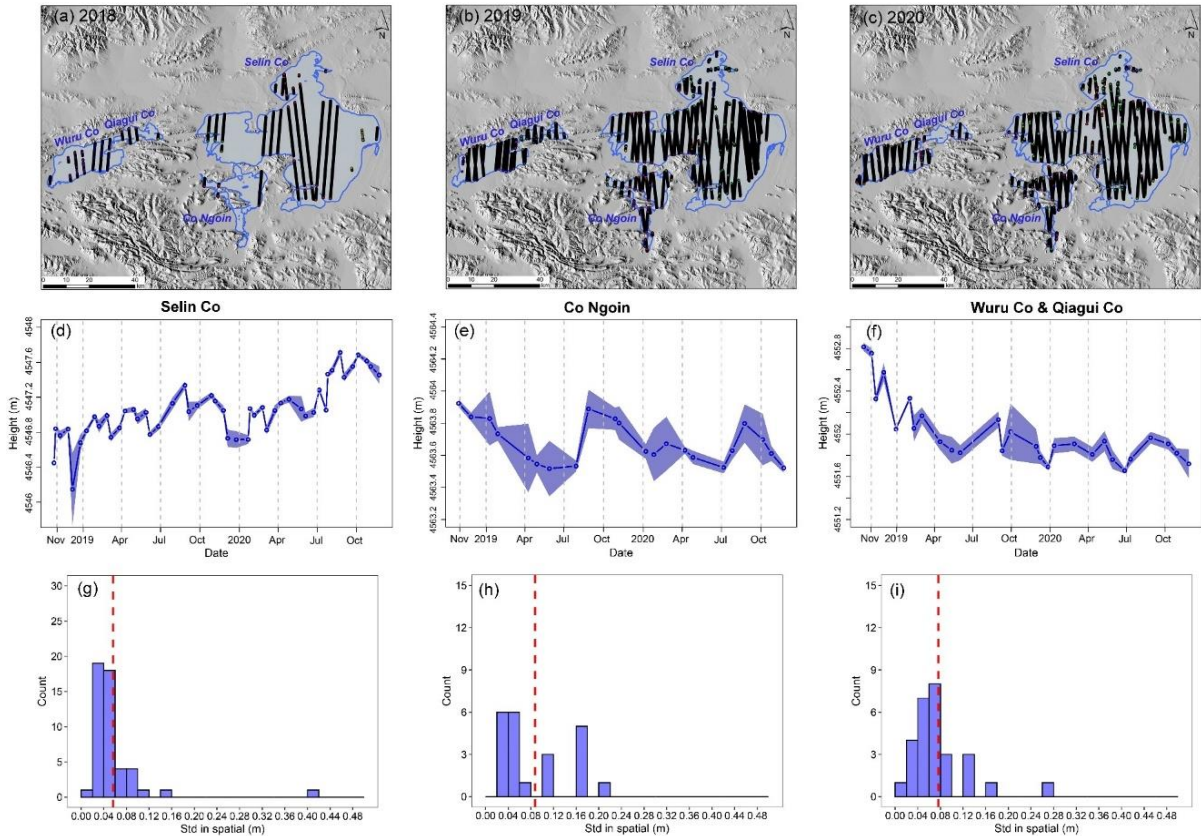 (a) 2018
N
Selin Co
Wuru Co Qiagui Co
Co Ngoin
0 10 20 40 km
(b) 2019
N
Selin Co
Wuru Co Qiagui Co
Co Ngoin
0 10 20 40 km
(c) 2020
N
Selin Co
Wuru Co Qiagui Co
Co Ngoin
0 10 20 40 km
Selin Co
(d)
Height (m)
4548
4547.6
4547.2
4546.8
4546.4
4546
Nov 2019 Apr Jul Oct 2020 Apr Jul Oct
Date
Co Ngoin
(e)
Height (m)
4564.4
4564.2
4564
4563.8
4563.6
4563.4
4563.2
Nov 2019 Apr Jul Oct 2020 Apr Jul Oct
Date
Wuru Co & Qiagui Co
(f)
Height (m)
4552.8
4552.4
4552
4551.6
4551.2
Nov 2019 Apr Jul Oct 2020 Apr Jul Oct
Date
(g)
Count
30
20
10
0
0.00 0.04 0.08 0.12 0.16 0.20 0.24 0.28 0.32 0.36 0.40 0.44 0.48
Std in spatial (m)
(h)
Count
15
12
9
6
3
0
0.00 0.04 0.08 0.12 0.16 0.20 0.24 0.28 0.32 0.36 0.40 0.44 0.48
Std in spatial (m)
(i)
Count
15
12
9
6
3
0
0.00 0.04 0.08 0.12 0.16 0.20 0.24 0.28 0.32 0.36 0.40 0.44 0.48
Std in spatial (m)